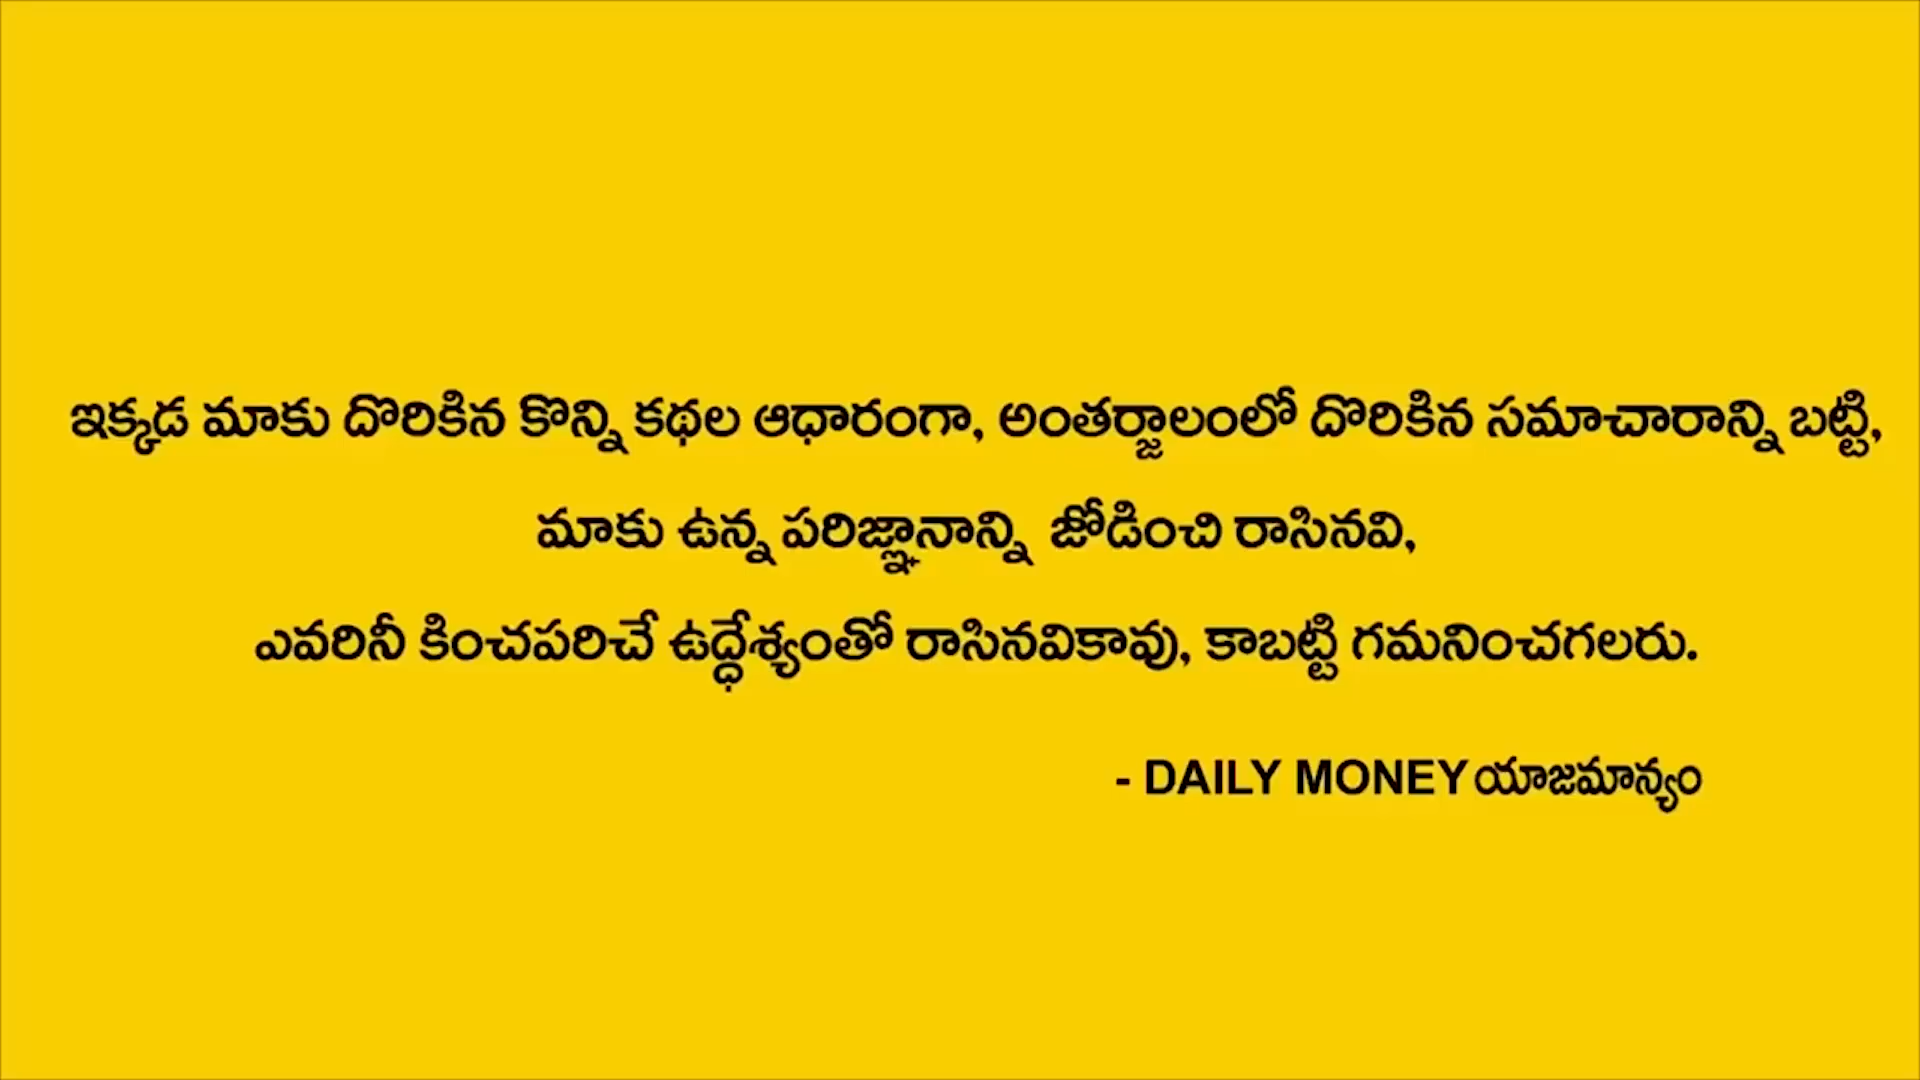 ఇక్కడ మాకు దొరికిన కొన్ని కథల ఆధారంగా, అంతర్జాలంలో దొరికిన సమాచారాన్ని బట్టి,
మాకు ఉన్న పరిజ్ఞానాన్ని జోడించి రాసినవి,
ఎవరినీ కించపరిచే ఉద్ధేశ్యంతో రాసినవికావు, కాబట్టి గమనించగలరు.
- DAILY MONEY యాజమాన్యం